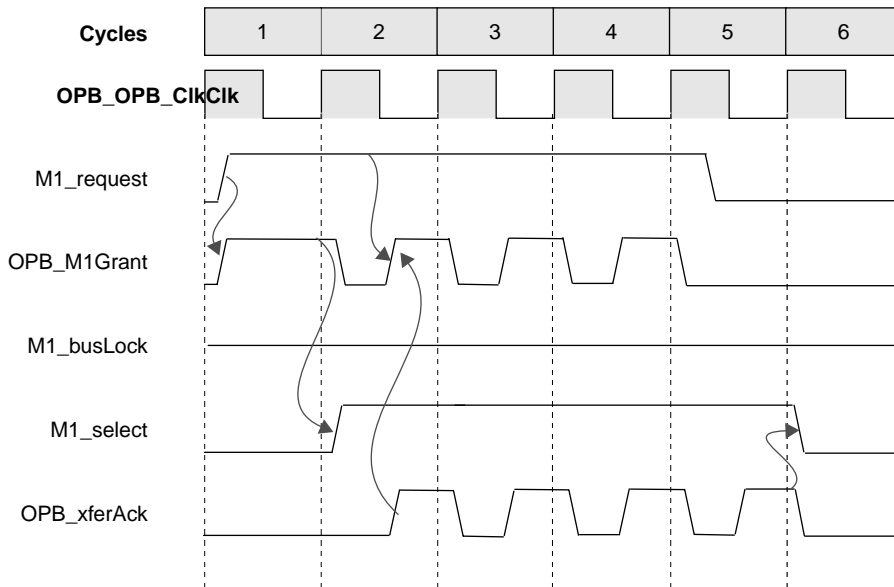 Cycles 1 2 3 4 5 6
OPB_OPB_ClkClk
M1_request
OPB_M1Grant
M1_busLock
M1_select
OPB_xferAck